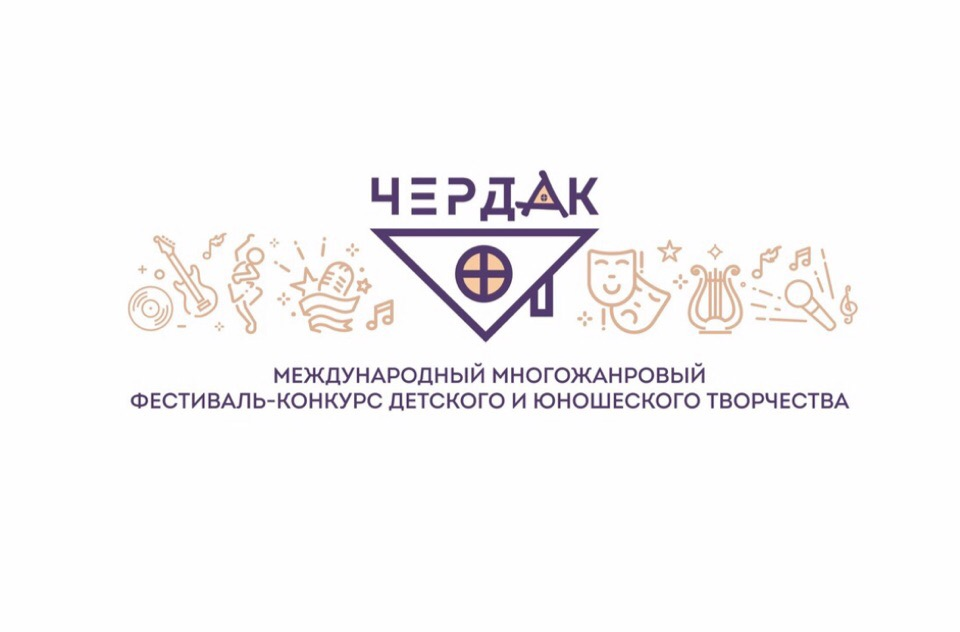 ЧЕРДАК
МЕЖДУНАРОДНЫЙ МНОГОЖАНРОВЫЙ
ФЕСТИВАЛЬ-КОНКУРС ДЕТСКОГО И ЮНОШЕСКОГО ТВОРЧЕСТВА